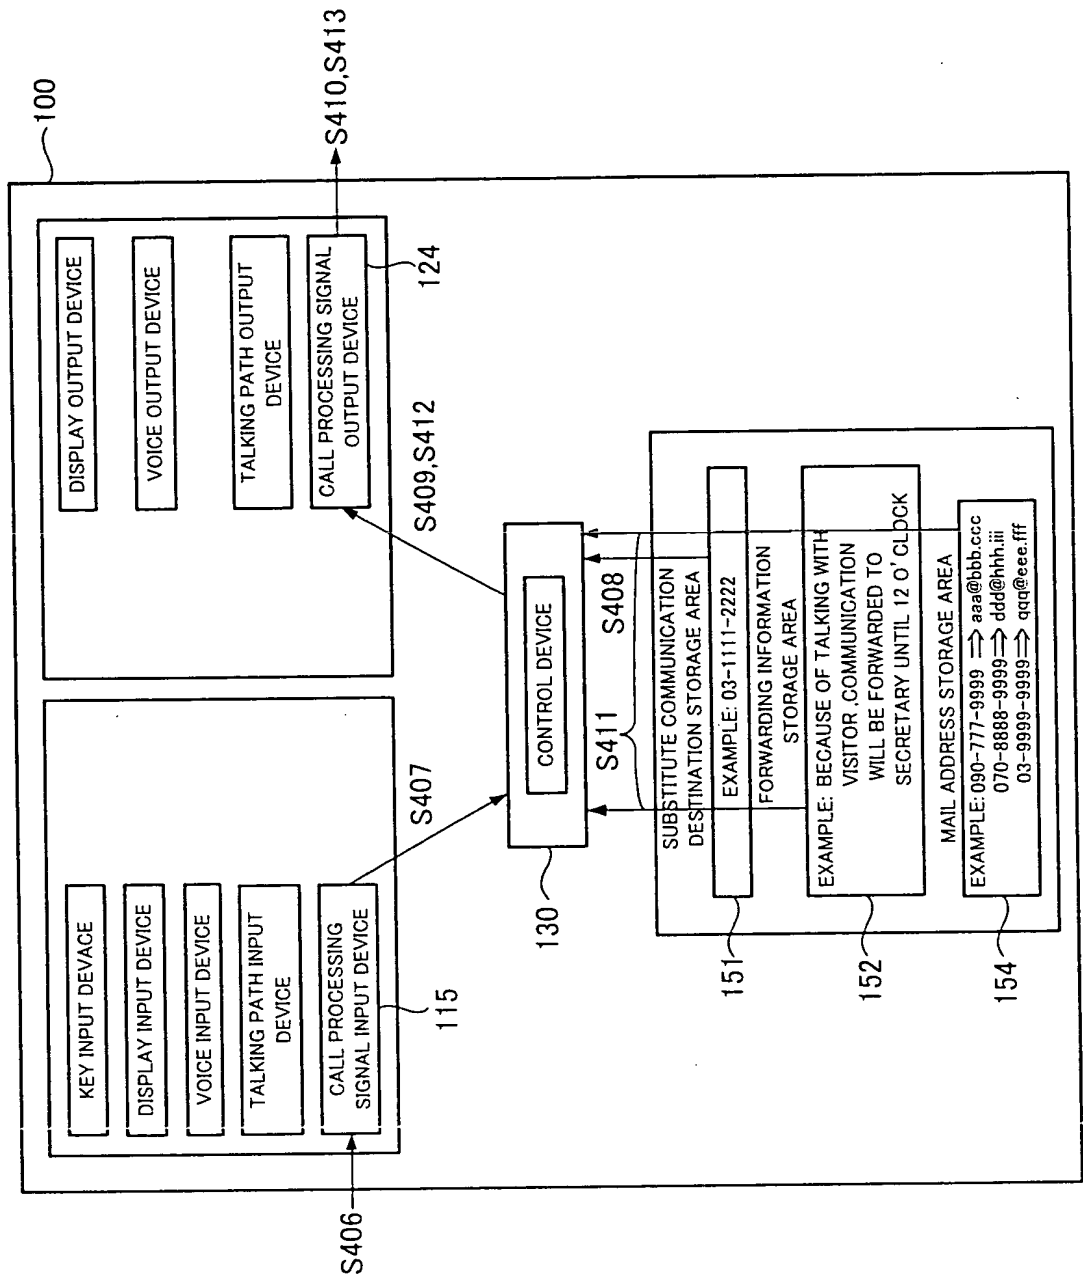 100
KEY INPUT DEVACE
DISPLAY INPUT DEVICE
VOICE INPUT DEVICE
TALKING PATH INPUT
DEVICE
CALL PROCESSING
SIGNAL INPUT DEVICE
115
S406
S407
DISPLAY OUTPUT DEVICE
VOICE OUTPUT DEVICE
TALKING PATH OUTPUT
DEVICE
CALL PROCESSING SIGNAL
OUTPUT DEVICE
124
S410,S413
S409,S412
CONTROL DEVICE
130
S411
S408
SUBSTITUTE COMMUNICATION
DESTINATION STORAGE AREA
EXAMPLE: 03-1111-2222
151
FORWARDING INFORMATION
STORAGE AREA
EXAMPLE: BECAUSE OF TALKING WITH
VISITOR,COMMUNICATION
WILL BE FORWARDED TO
SECRETARY UNTIL 12 O' CLOCK
152
MAIL ADDRESS STORAGE AREA
EXAMPLE:090-777-9999 ⟹ aaa@bbb.ccc
070-8888-9999⟹ ddd@hhh.iii
03-9999-9999⟹ qqq@eee.fff
154